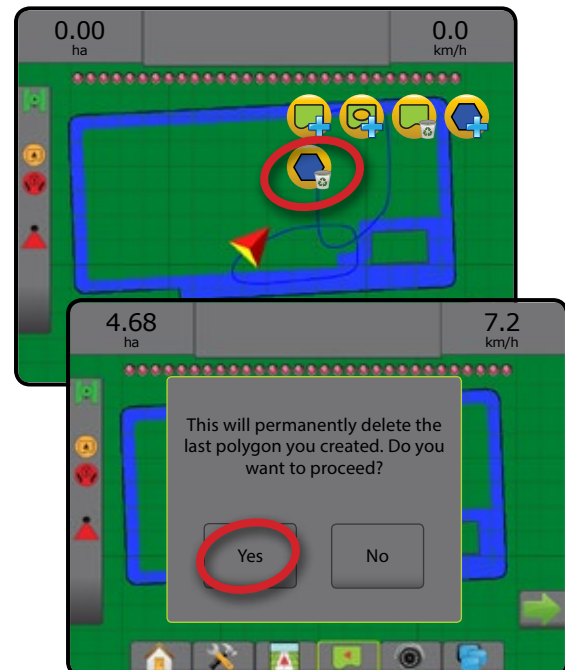 0.00
ha
0.0
km/h
4.68
ha
7.2
km/h
This will permanently delete the
last polygon you created. Do you
want to proceed?
Yes
No